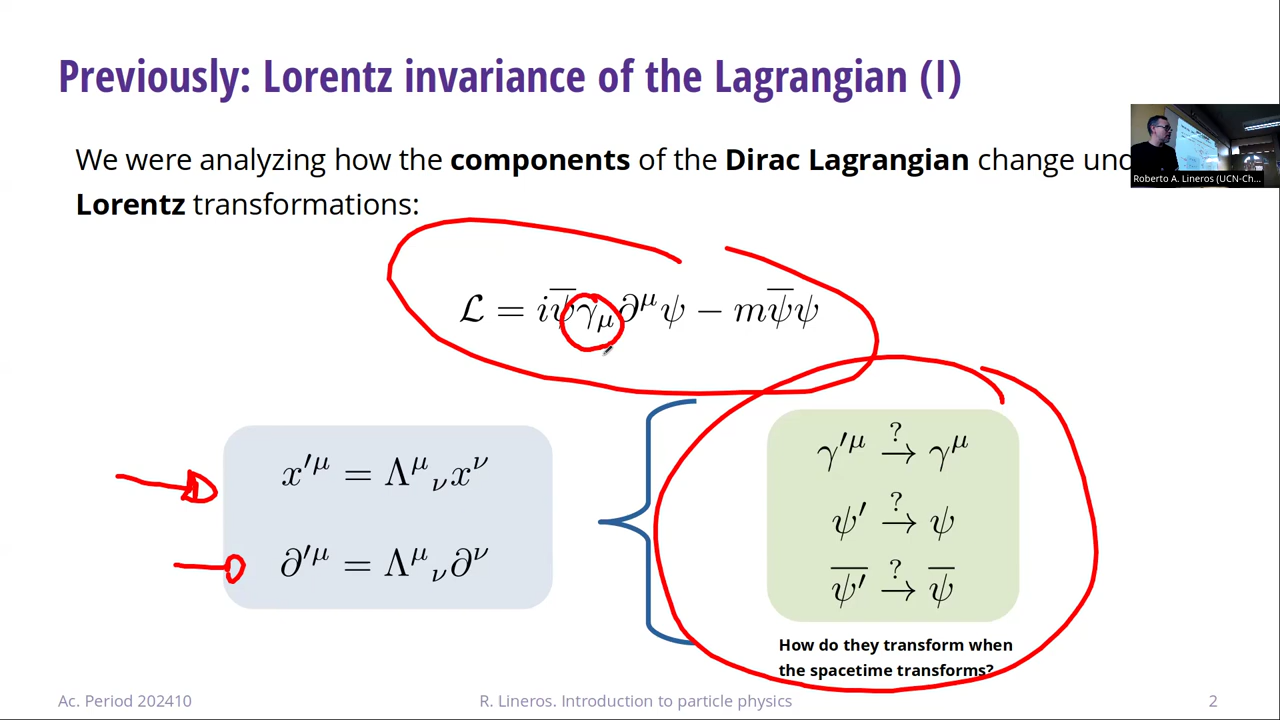 Previously: Lorentz invariance of the Lagrangian (I)
We were analyzing how the components of the Dirac Lagrangian change
Lorentz transformations:
Roberto A. Lineros (UCN-Ch...
ℒ = iψ̅γ_μ∂^μψ − mψ̅ψ
x′^μ = Λ^μ_ν x^ν
∂′^μ = Λ^μ_ν ∂^ν
γ′^μ →? γ^μ
ψ′ →? ψ
ψ̅′ →? ψ̅
How do they transform when
the spacetime transforms?
Ac. Period 202410
R. Lineros. Introduction to particle physics
2